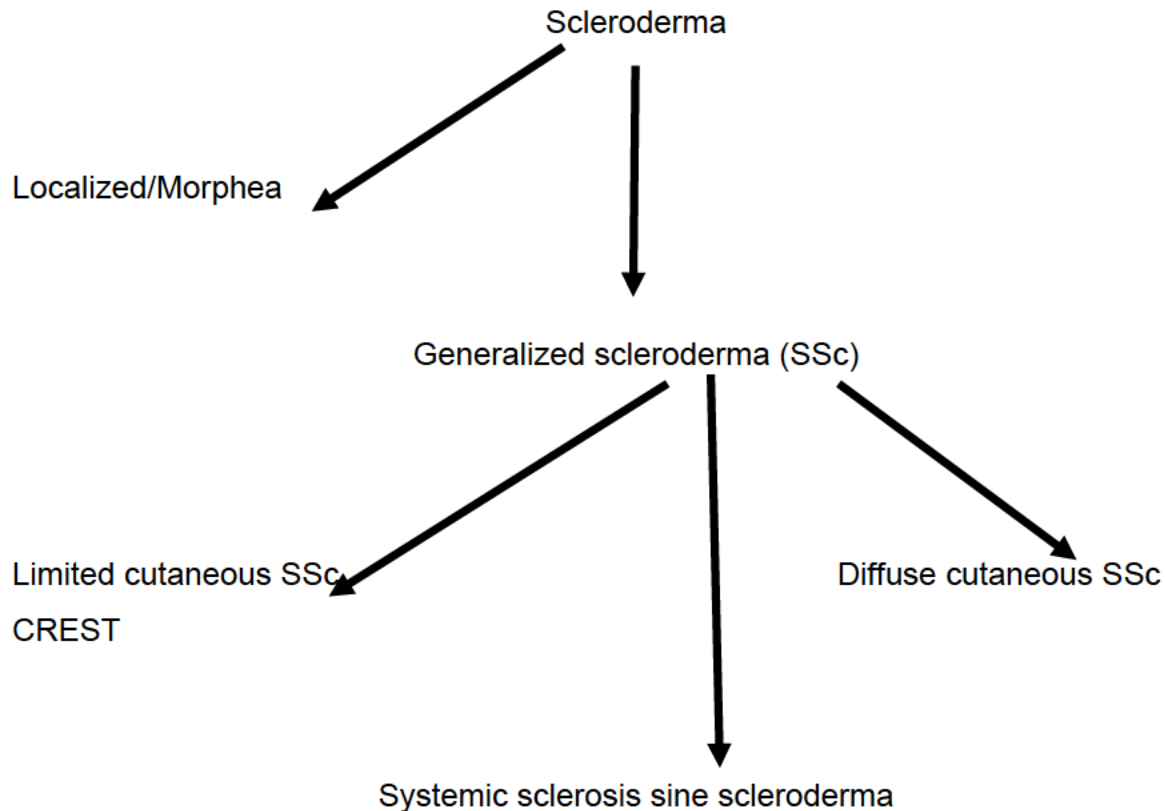 Scleroderma
Localized/Morphea
Generalized scleroderma (SSc)
Limited cutaneous SSc
Diffuse cutaneous SSc
CREST
Systemic sclerosis sine scleroderma